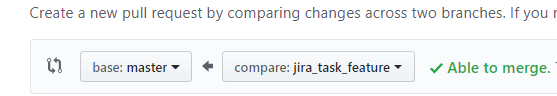 Create a new pull request by comparing changes across two branches. If you
base: master compare: jira_task_feature Able to merge.